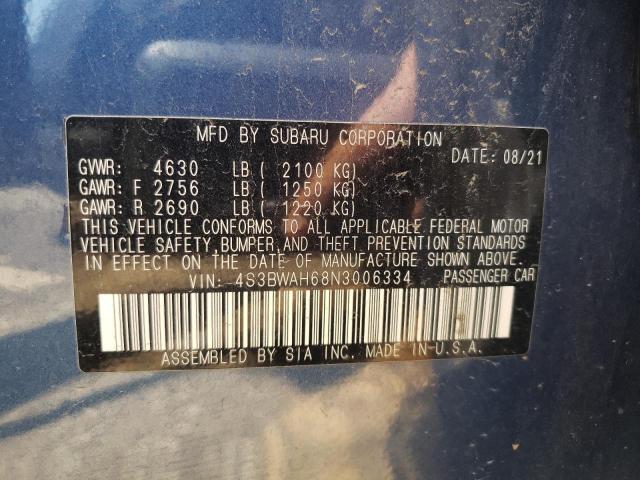 MFD BY SUBARU CORPORATION
DATE: 08/21
GVWR: 4630 LB ( 2100 KG)
GAWR: F 2756 LB ( 1250 KG)
GAWR: R 2690 LB ( 1220 KG)
THIS VEHICLE CONFORMS TO ALL APPLICABLE FEDERAL MOTOR
VEHICLE SAFETY, BUMPER, AND THEFT PREVENTION STANDARDS
IN EFFECT ON THE DATE OF MANUFACTURE SHOWN ABOVE.
VIN: 4S3BWAH68N3006334 PASSENGER CAR
ASSEMBLED BY SIA INC. MADE IN U.S.A.